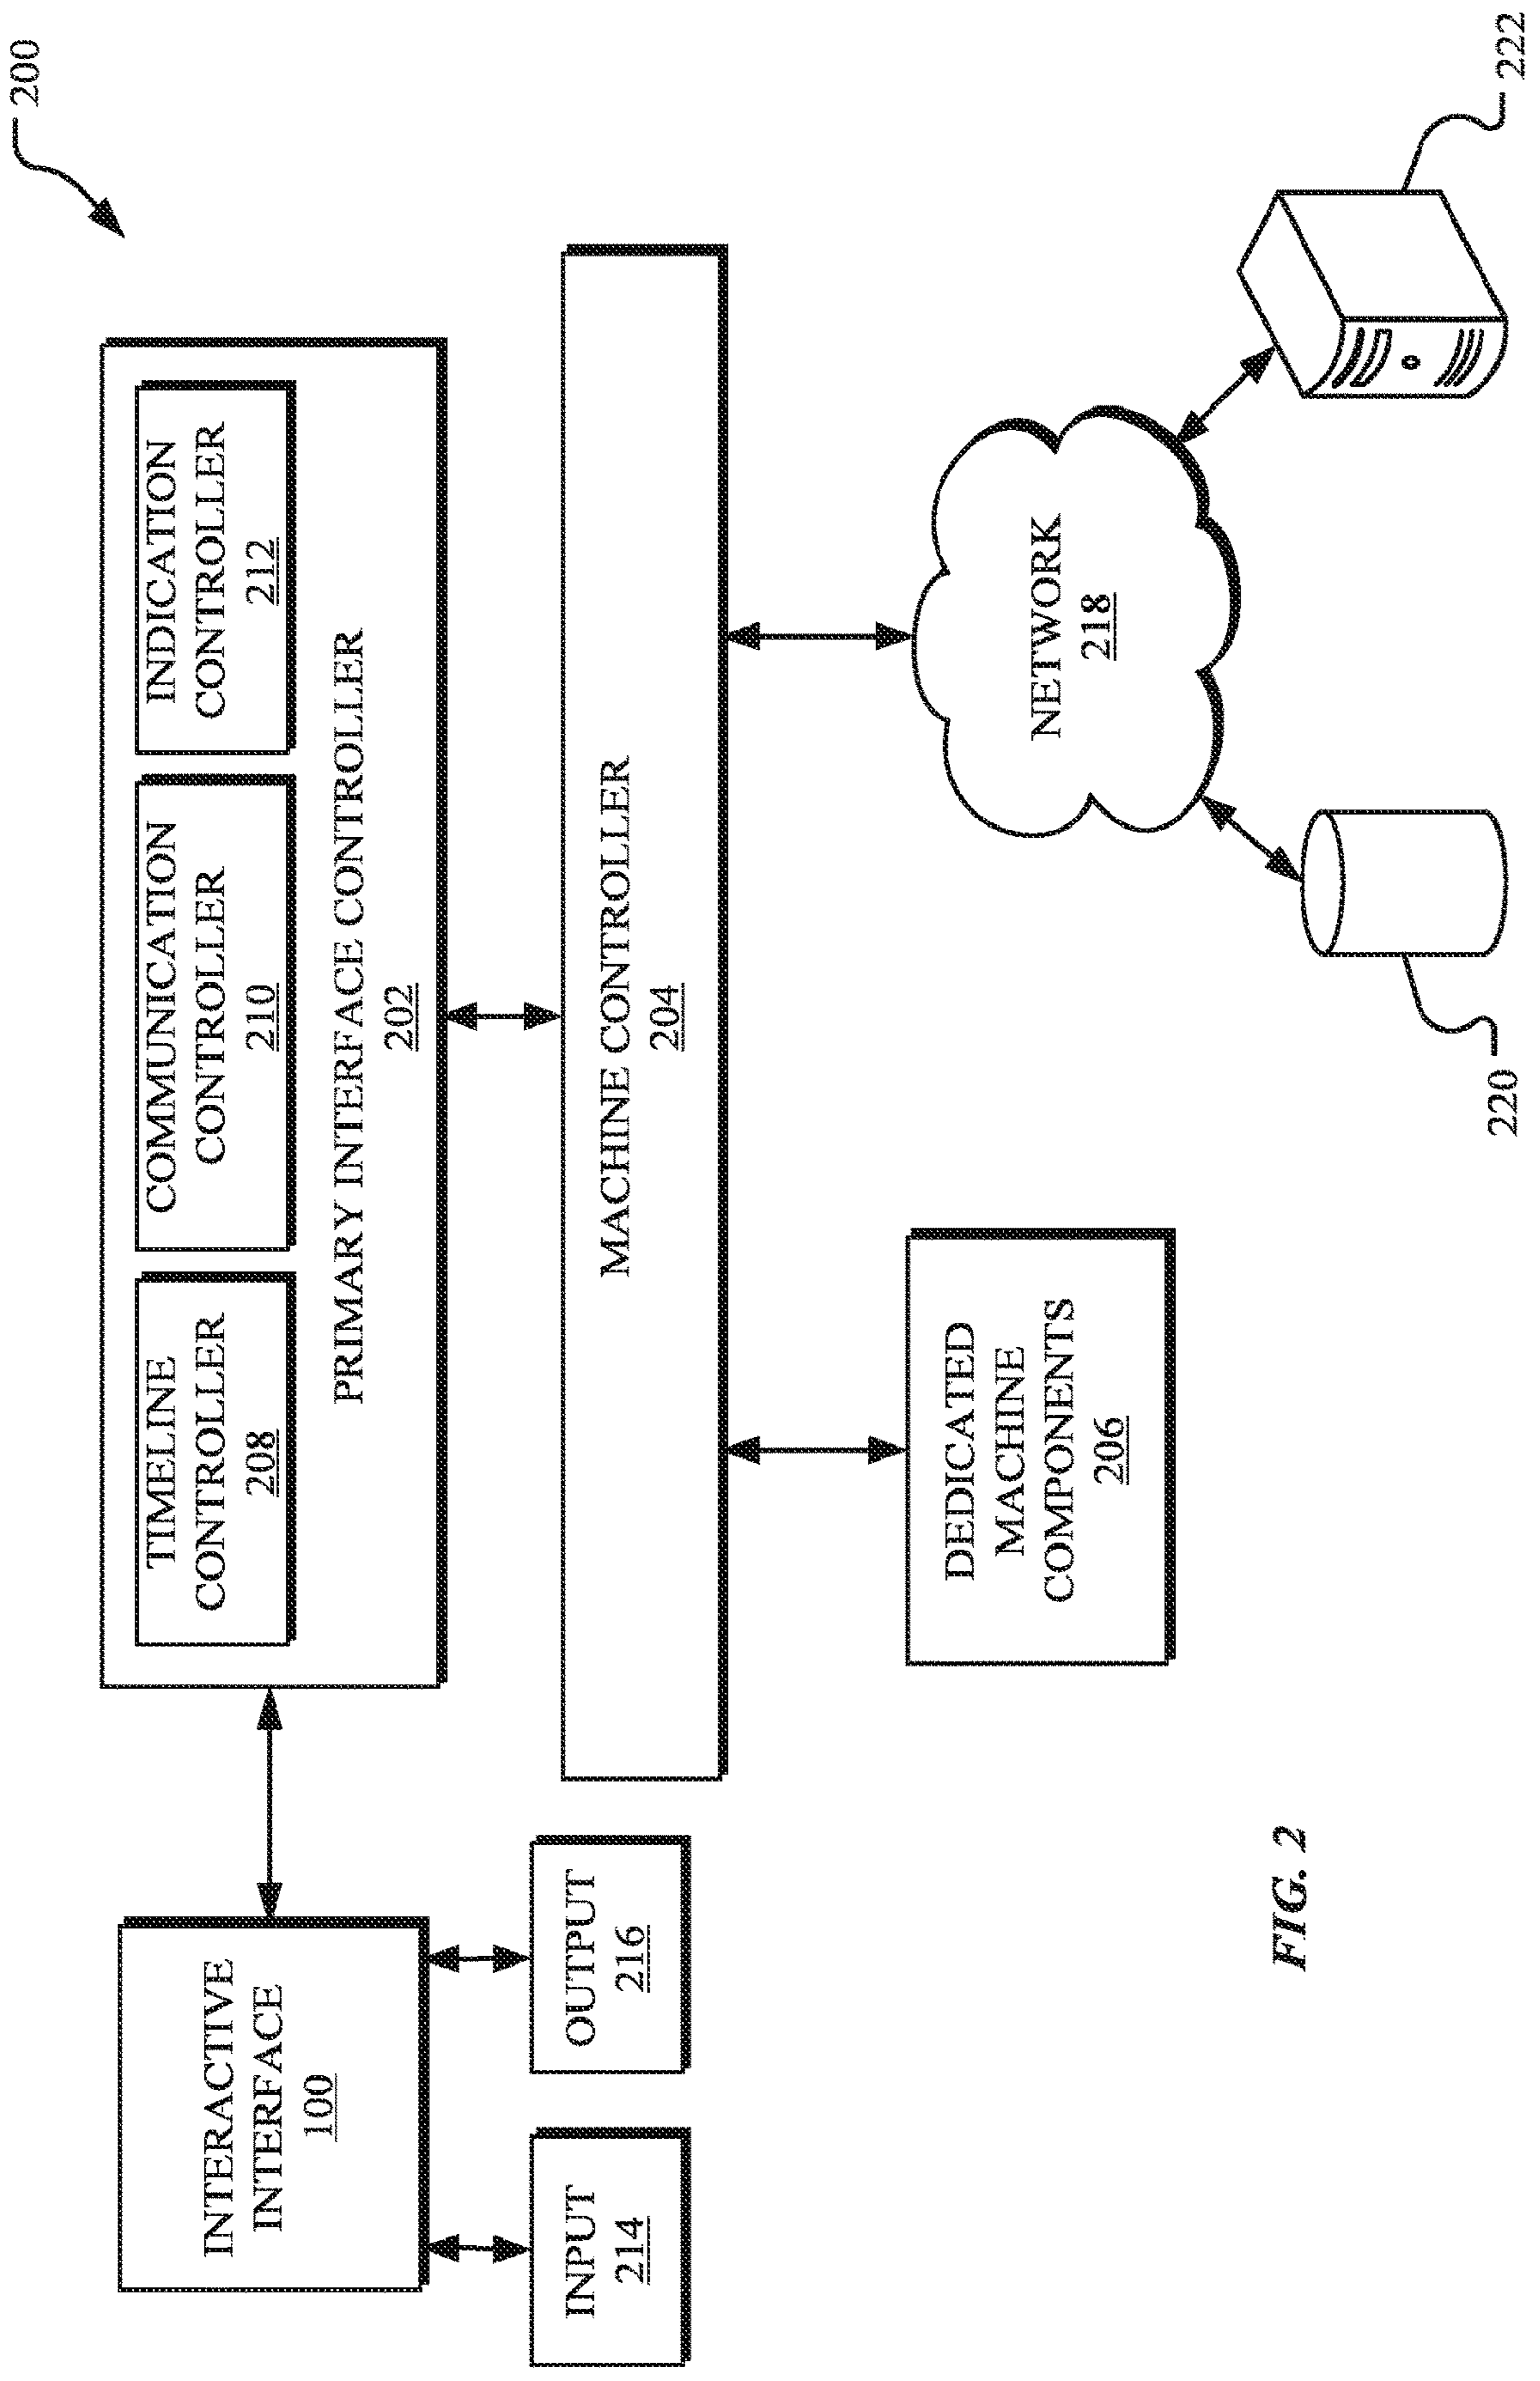 200
TIMELINE
CONTROLLER
208
COMMUNICATION
CONTROLLER
210
INDICATION
CONTROLLER
212
PRIMARY INTERFACE CONTROLLER
202
INTERACTIVE
INTERFACE
100
INPUT
214
OUTPUT
216
MACHINE CONTROLLER
204
DEDICATED
MACHINE
COMPONENTS
206
NETWORK
218
220
222
FIG. 2